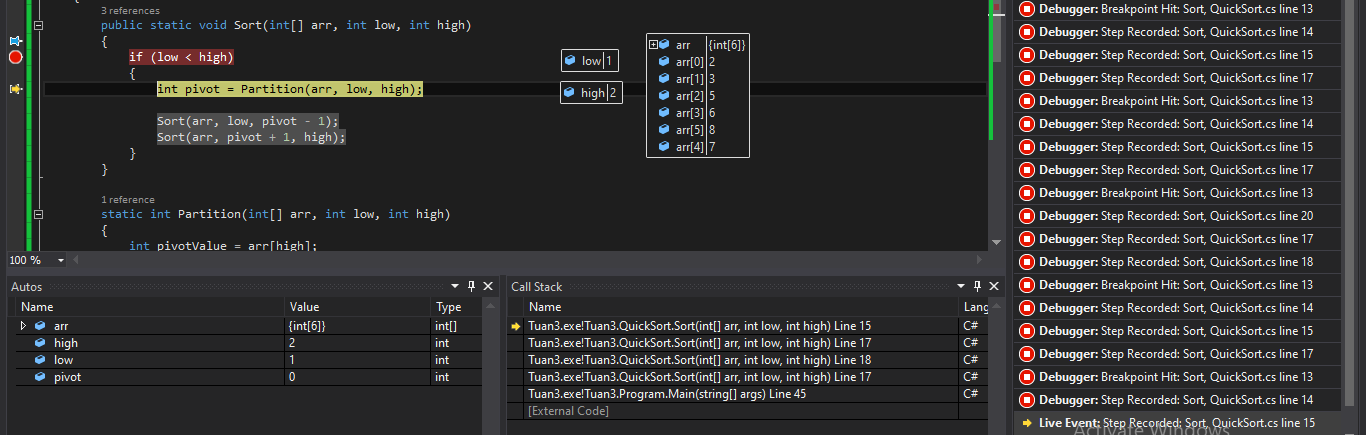 3 references
public static void Sort(int[] arr, int low, int high)
{
if (low < high)
{
int pivot = Partition(arr, low, high);
Sort(arr, low, pivot - 1);
Sort(arr, pivot + 1, high);
}
}
1 reference
static int Partition(int[] arr, int low, int high)
{
int pivotValue = arr[high];
low 1
high 2
arr {int[6]}
arr[0] 2
arr[1] 3
arr[2] 5
arr[3] 6
arr[5] 8
arr[4] 7
100 %
Autos
Name Value Type
arr {int[6]} int[]
high 2 int
low 1 int
pivot 0 int
Call Stack
Name Lang
Tuan3.exe!Tuan3.QuickSort.Sort(int[] arr, int low, int high) Line 15 C#
Tuan3.exe!Tuan3.QuickSort.Sort(int[] arr, int low, int high) Line 17 C#
Tuan3.exe!Tuan3.QuickSort.Sort(int[] arr, int low, int high) Line 18 C#
Tuan3.exe!Tuan3.QuickSort.Sort(int[] arr, int low, int high) Line 17 C#
Tuan3.exe!Tuan3.Program.Main(string[] args) Line 45 C#
[External Code]
Debugger: Breakpoint Hit: Sort, QuickSort.cs line 13
Debugger: Step Recorded: Sort, QuickSort.cs line 14
Debugger: Step Recorded: Sort, QuickSort.cs line 15
Debugger: Step Recorded: Sort, QuickSort.cs line 17
Debugger: Breakpoint Hit: Sort, QuickSort.cs line 13
Debugger: Step Recorded: Sort, QuickSort.cs line 14
Debugger: Step Recorded: Sort, QuickSort.cs line 15
Debugger: Step Recorded: Sort, QuickSort.cs line 17
Debugger: Breakpoint Hit: Sort, QuickSort.cs line 13
Debugger: Step Recorded: Sort, QuickSort.cs line 20
Debugger: Step Recorded: Sort, QuickSort.cs line 17
Debugger: Step Recorded: Sort, QuickSort.cs line 18
Debugger: Breakpoint Hit: Sort, QuickSort.cs line 13
Debugger: Step Recorded: Sort, QuickSort.cs line 14
Debugger: Step Recorded: Sort, QuickSort.cs line 15
Debugger: Step Recorded: Sort, QuickSort.cs line 17
Debugger: Breakpoint Hit: Sort, QuickSort.cs line 13
Debugger: Step Recorded: Sort, QuickSort.cs line 14
Live Event: Step Recorded: Sort, QuickSort.cs line 15
Activate Windows